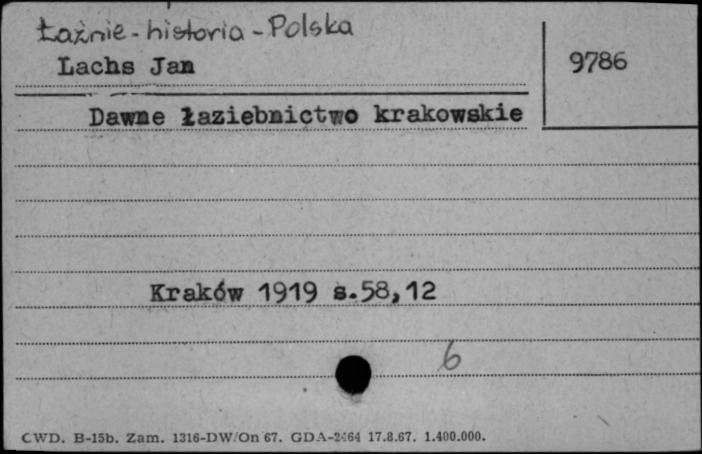 Łaźnie - historia - Polska
Lachs Jan
9786
Dawne łaziebnictwo krakowskie
Kraków 1919 s.58,12
6
CWD. B-15b. Zam. 1316-DW/On 67. GDA-2464 17.8.67. 1.400.000.